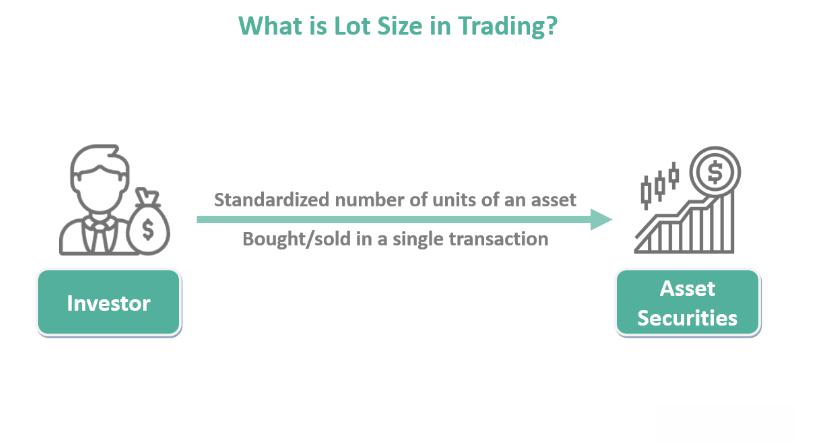 What is Lot Size in Trading?
Standardized number of units of an asset
Bought/sold in a single transaction
Investor
Asset
Securities